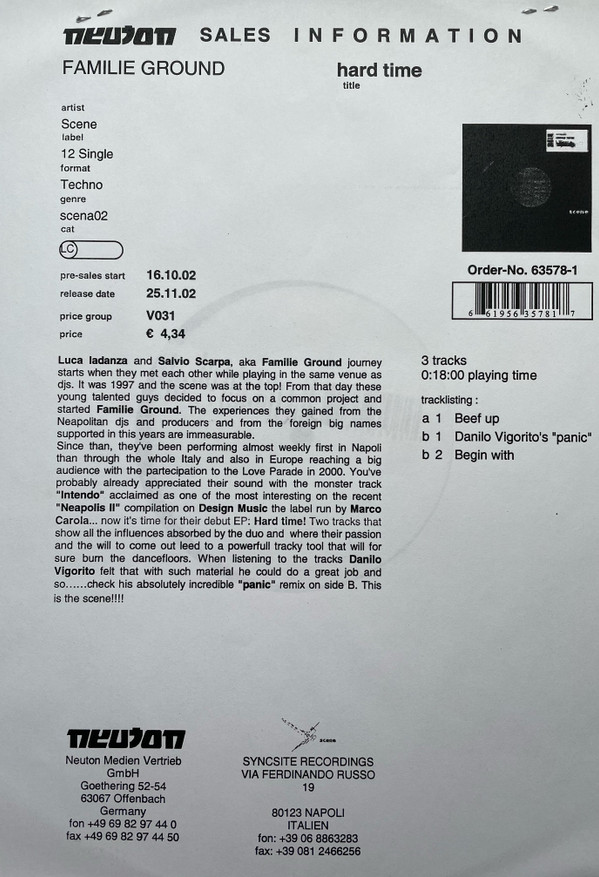 neuton SALES INFORMATION
FAMILIE GROUND
hard time
title
artist
Scene
label
12 Single
format
Techno
genre
scena02
cat
LC
pre-sales start 16.10.02
release date 25.11.02
price group V031
price € 4,34
scene
Order-No. 63578-1
6 61956 35781 7
Luca Iadanza and Salvio Scarpa, aka Familie Ground journey
starts when they met each other while playing in the same venue as
djs. It was 1997 and the scene was at the top! From that day these
young talented guys decided to focus on a common project and
started Familie Ground. The experiences they gained from the
Neapolitan djs and producers and from the foreign big names
supported in this years are immeasurable.
Since than, they've been performing almost weekly first in Napoli
than through the whole Italy and also in Europe reaching a big
audience with the partecipation to the Love Parade in 2000. You've
probably already appreciated their sound with the monster track
"Intendo" acclaimed as one of the most interesting on the recent
"Neapolis II" compilation on Design Music the label run by Marco
Carola... now it's time for their debut EP: Hard time! Two tracks that
show all the influences absorbed by the duo and where their passion
and the will to come out leed to a powerfull tracky tool that will for
sure burn the dancefloors. When listening to the tracks Danilo
Vigorito felt that with such material he could do a great job and
so......check his absolutely incredible "panic" remix on side B. This
is the scene!!!!
3 tracks
0:18:00 playing time
tracklisting :
a 1 Beef up
b 1 Danilo Vigorito's "panic"
b 2 Begin with
neuton
Neuton Medien Vertrieb
GmbH
Goethering 52-54
63067 Offenbach
Germany
fon +49 69 82 97 44 0
fax +49 69 82 97 44 50
scene
SYNCSITE RECORDINGS
VIA FERDINANDO RUSSO
19
80123 NAPOLI
ITALIEN
fon: +39 06 8863283
fax: +39 081 2466256